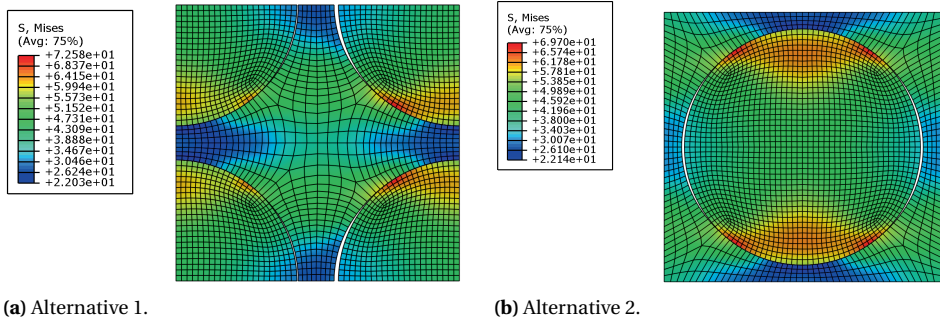 S, Mises
(Avg: 75%)
+7.258e+01
+6.837e+01
+6.415e+01
+5.994e+01
+5.573e+01
+5.152e+01
+4.731e+01
+4.309e+01
+3.888e+01
+3.467e+01
+3.046e+01
+2.624e+01
+2.203e+01
(a) Alternative 1.
S, Mises
(Avg: 75%)
+6.970e+01
+6.574e+01
+6.178e+01
+5.781e+01
+5.385e+01
+4.989e+01
+4.592e+01
+4.196e+01
+3.800e+01
+3.403e+01
+3.007e+01
+2.610e+01
+2.214e+01
(b) Alternative 2.